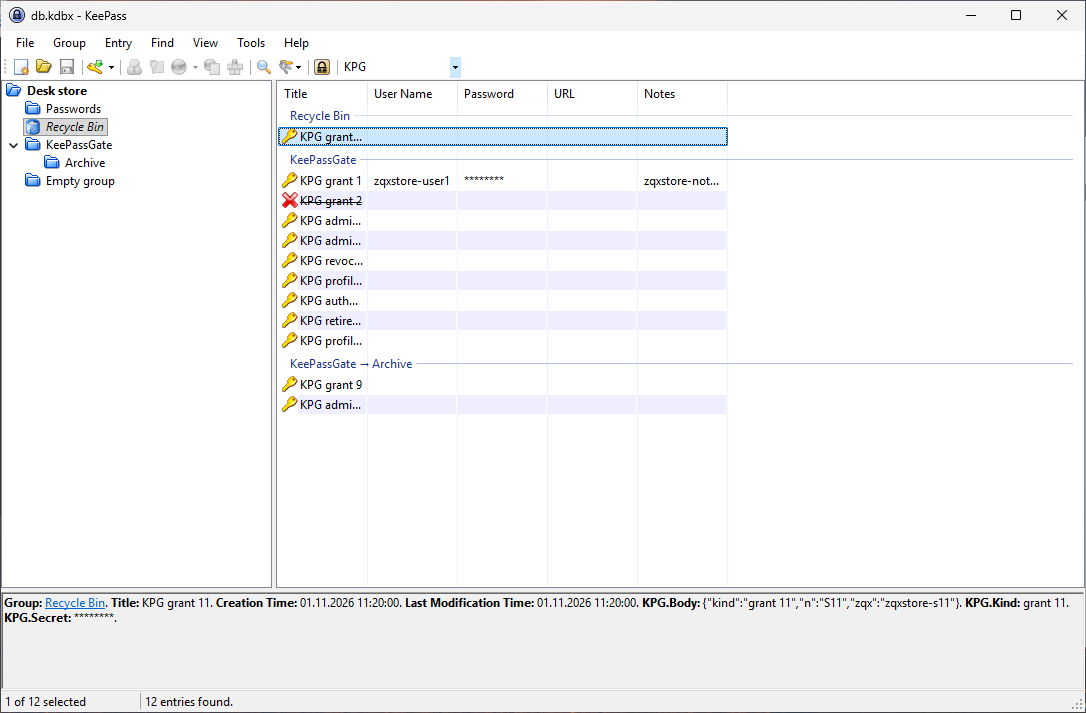 db.kdbx - KeePass
File Group Entry Find View Tools Help
KPG
Desk store
Passwords
Recycle Bin
KeePassGate
Archive
Empty group
Title User Name Password URL Notes
Recycle Bin
KPG grant...
KeePassGate
KPG grant 1 zqxstore-user1 ******** zqxstore-not...
KPG grant 2
KPG admi...
KPG admi...
KPG revoc...
KPG profil...
KPG auth...
KPG retire...
KPG profil...
KeePassGate → Archive
KPG grant 9
KPG admi...
Group: Recycle Bin. Title: KPG grant 11. Creation Time: 01.11.2026 11:20:00. Last Modification Time: 01.11.2026 11:20:00. KPG.Body: {"kind":"grant 11","n":"S11","zqx":"zqxstore-s11"}. KPG.Kind: grant 11.
KPG.Secret: ********.
1 of 12 selected 12 entries found.